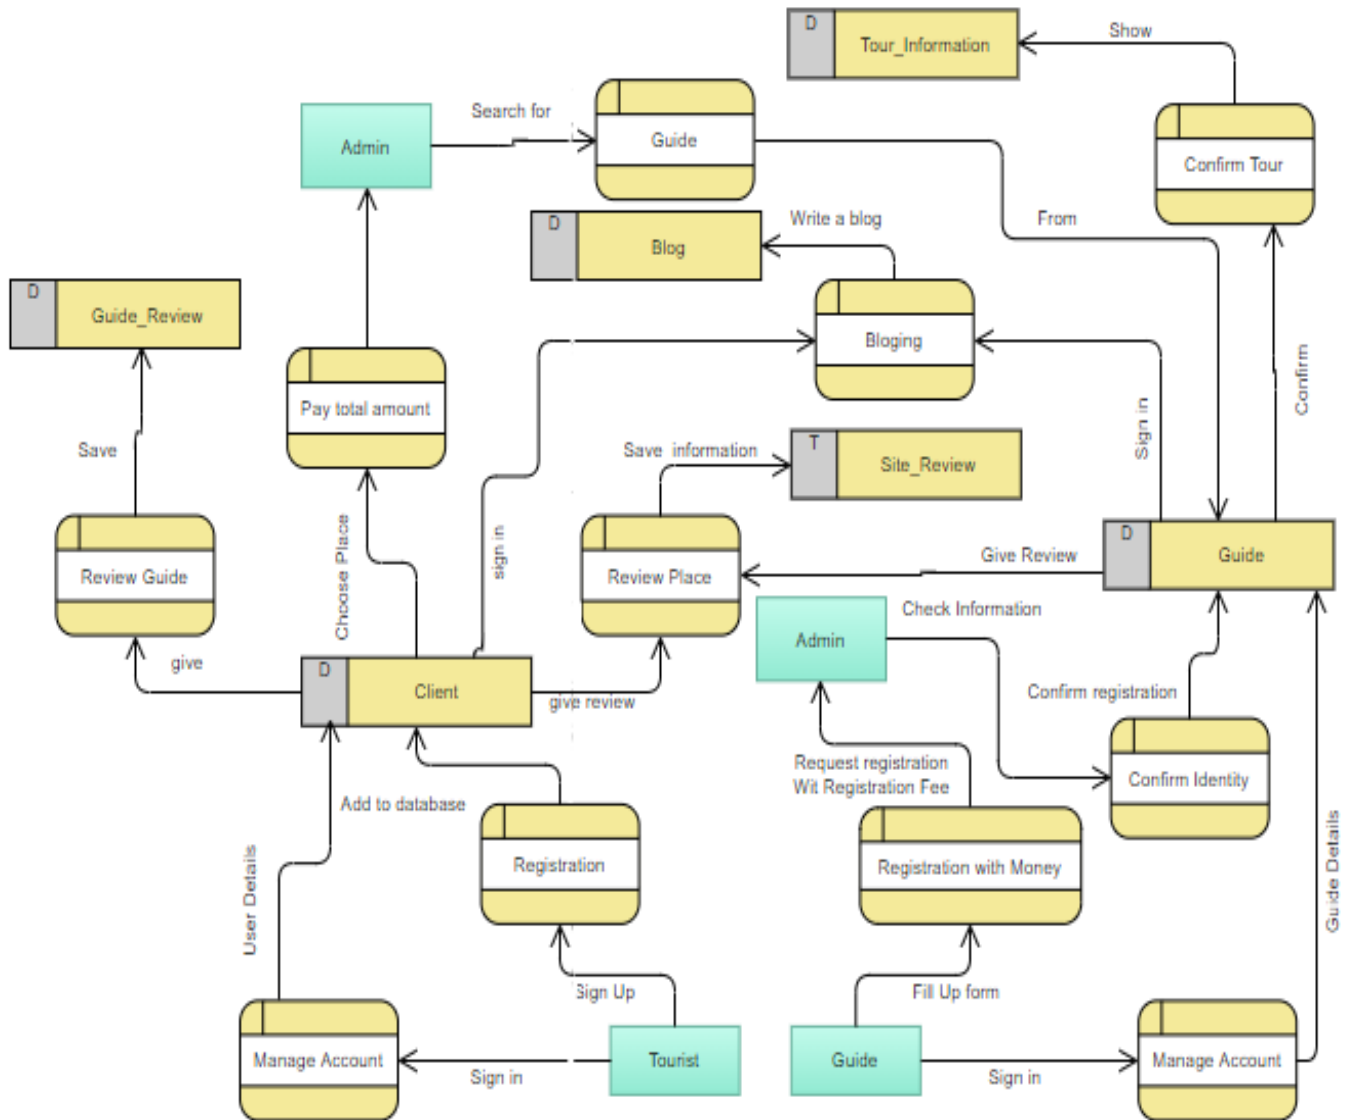 D
Tour_Information
Show
Search for
Admin
Guide
Confirm Tour
D
Blog
Write a blog
From
D
Guide_Review
Bloging
Pay total amount
Confirm
Sign in
Save
Save information
T
Site_Review
Choose Place
sign in
Review Guide
Review Place
Give Review
D
Guide
Check Information
Admin
give
D
Client
give review
Confirm registration
Request registration
Wit Registration Fee
Confirm Identity
Add to database
User Details
Registration
Registration with Money
Guide Details
Sign Up
Fill Up form
Manage Account
Sign in
Tourist
Guide
Sign in
Manage Account